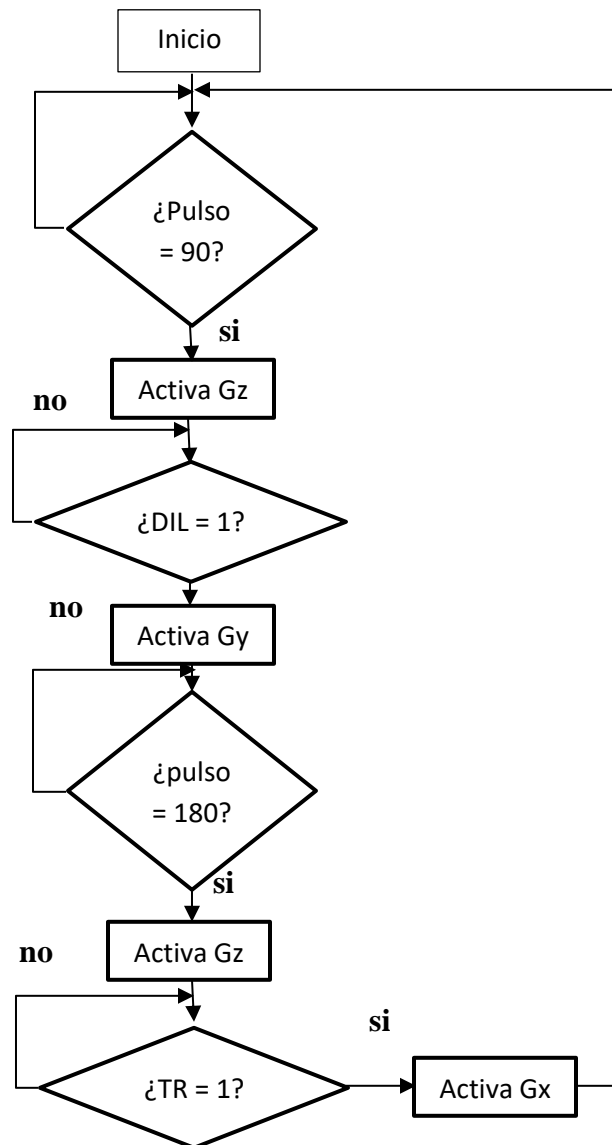 Inicio
¿Pulso
= 90?
si
Activa Gz
no
¿DIL = 1?
no
Activa Gy
¿pulso
= 180?
si
Activa Gz
no
si
¿TR = 1?
Activa Gx